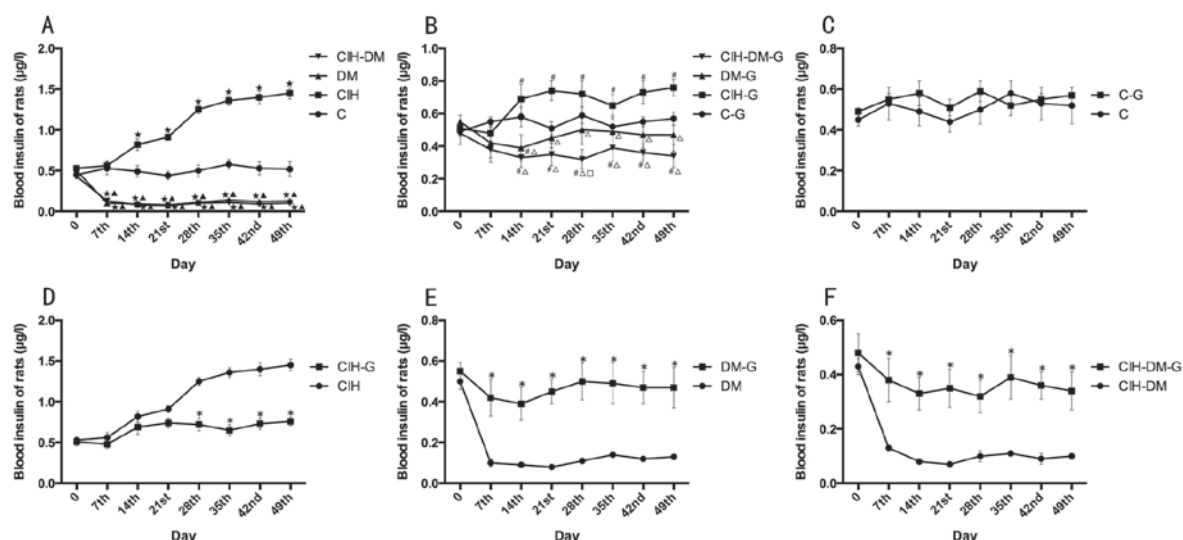 A
Blood insulin of rats (µg/l)
2.0
1.5
1.0
0.5
0.0
0
7th
14th
21st
28th
35th
42nd
49th
Day
CIH-DM
DM
CIH
C
B
Blood insulin of rats (µg/l)
1.0
0.8
0.6
0.4
0.2
0.0
0
7th
14th
21st
28th
35th
42nd
49th
Day
CIH-DM-G
DM-G
CIH-G
C-G
C
Blood insulin of rats (µg/l)
0.8
0.6
0.4
0.2
0.0
0
7th
14th
21st
28th
35th
42nd
49th
Day
C-G
C
D
Blood insulin of rats (µg/l)
2.0
1.5
1.0
0.5
0.0
0
7th
14th
21st
28th
35th
42nd
49th
Day
CIH-G
CIH
E
Blood insulin of rats (µg/l)
0.8
0.6
0.4
0.2
0.0
0
7th
14th
21st
28th
35th
42nd
49th
Day
DM-G
DM
F
Blood insulin of rats (µg/l)
0.6
0.4
0.2
0.0
0
7th
14th
21st
28th
35th
42nd
49th
Day
CIH-DM-G
CIH-DM